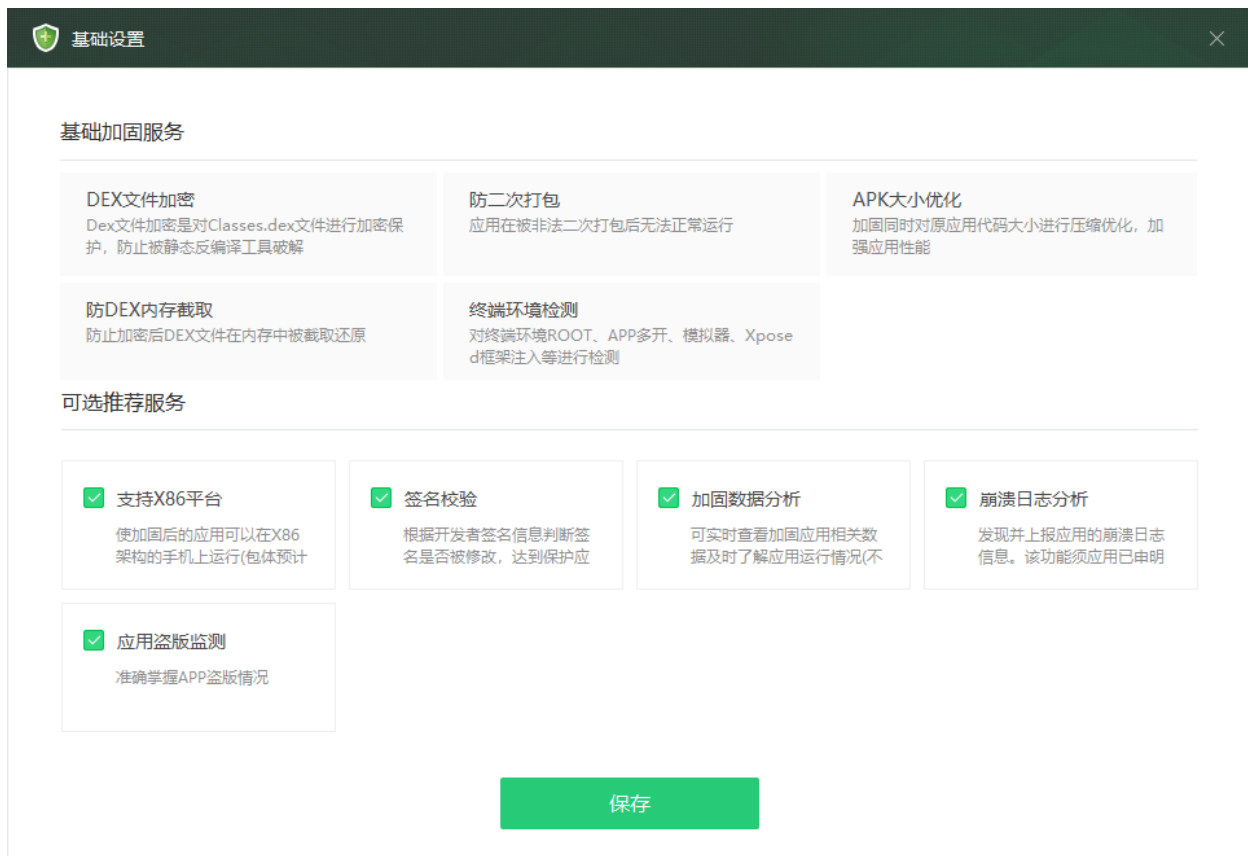 基础设置
基础加固服务
DEX文件加密
Dex文件加密是对Classes.dex文件进行加密保
护，防止被静态反编译工具破解
防二次打包
应用在被非法二次打包后无法正常运行
APK大小优化
加固同时对原应用代码大小进行压缩优化，加
强应用性能
防DEX内存截取
防止加密后DEX文件在内存中被截取还原
终端环境检测
对终端环境ROOT、APP多开、模拟器、Xpose
d框架注入等进行检测
可选推荐服务
支持X86平台
使加固后的应用可以在X86
架构的手机上运行(包体预计
签名校验
根据开发者签名信息判断签
名是否被修改，达到保护应
加固数据分析
可实时查看加固应用相关数
据及时了解应用运行情况(不
崩溃日志分析
发现并上报应用的崩溃日志
信息。该功能须应用已申明
应用盗版监测
准确掌握APP盗版情况
保存